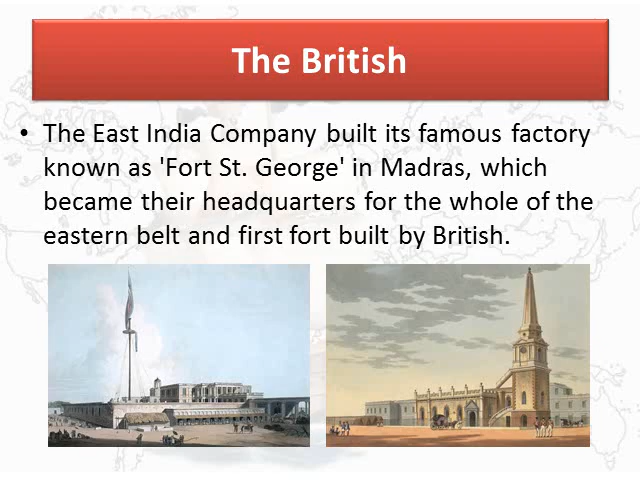 The British
• The East India Company built its famous factory
known as 'Fort St. George' in Madras, which
became their headquarters for the whole of the
eastern belt and first fort built by British.